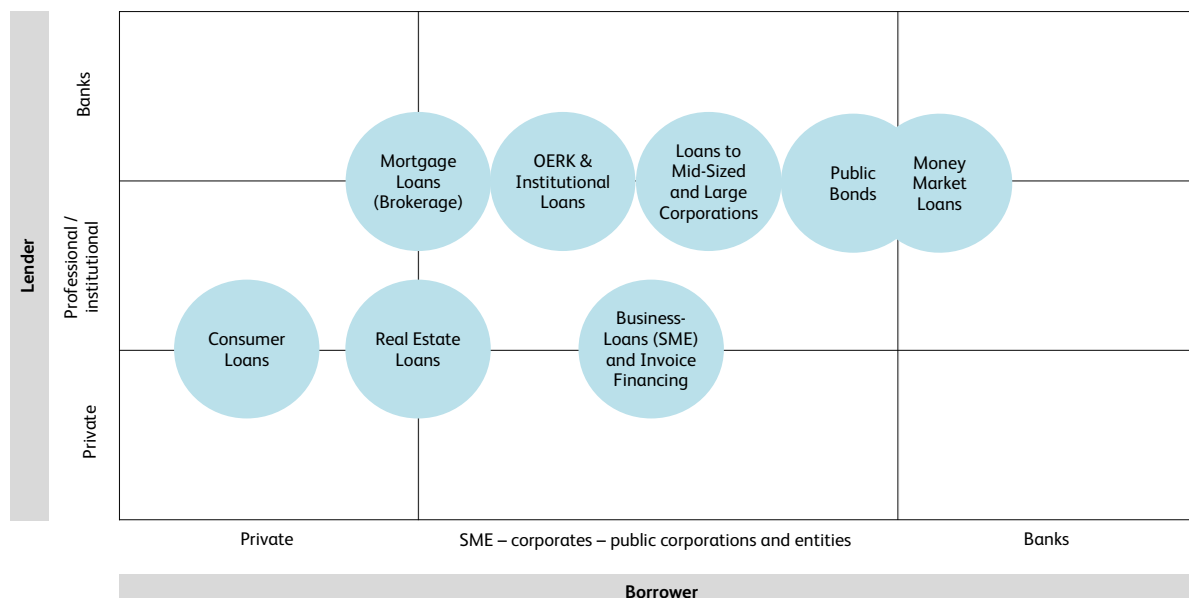 Lender
Banks
Professional /
institutional
Private
Mortgage
Loans
(Brokerage)
OERK &
Institutional
Loans
Loans to
Mid-Sized
and Large
Corporations
Public
Bonds
Money
Market
Loans
Consumer
Loans
Real Estate
Loans
Business-
Loans (SME)
and Invoice
Financing
Private
SME – corporates – public corporations and entities
Banks
Borrower